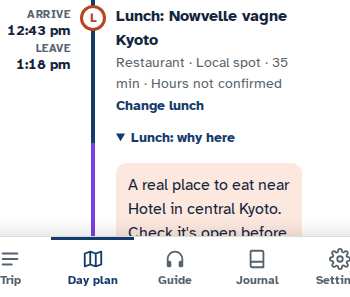 ARRIVE
12:43 pm
LEAVE
1:18 pm
L
Lunch: Nowvelle vagne
Kyoto
Restaurant · Local spot · 35
min · Hours not confirmed
Change lunch
▼ Lunch: why here
A real place to eat near
Hotel in central Kyoto.
Check it's open before
Trip
Day plan
Guide
Journal
Settin